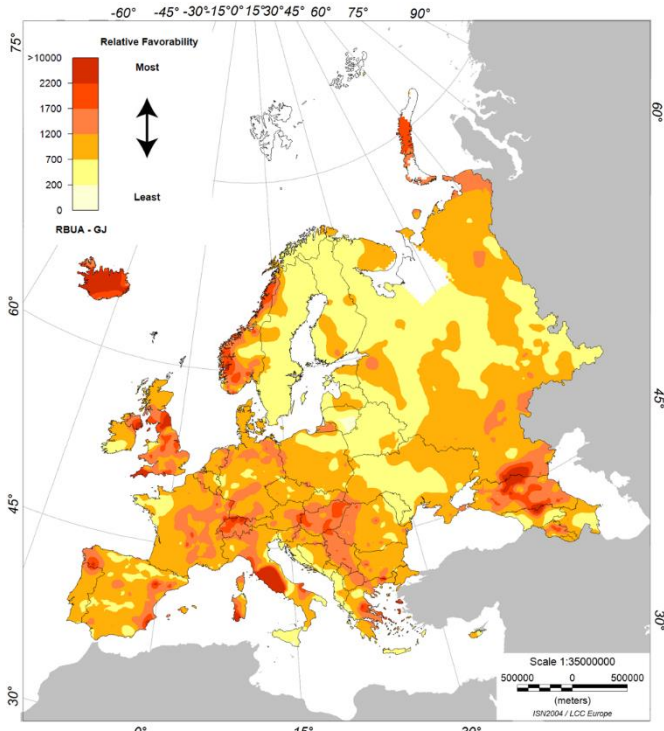 -60° -45° -30° -15° 0° 15° 30° 45° 60° 75° 90°
75°
Relative Favorability
>10000
Most
2200
1700
1200
700
200
Least
0
RBUA - GJ
60°
60°
45°
45°
30°
30°
Scale 1:35000000
500000 0 500000
(meters)
ISN2004 / LCC Europe
0° 15° 30°